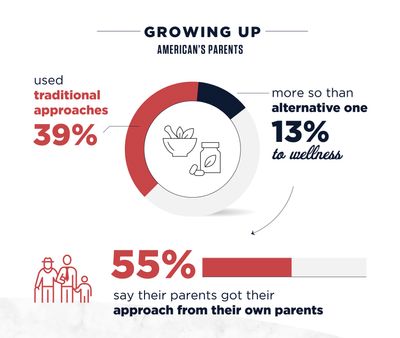 GROWING UP
AMERICAN'S PARENTS
used
traditional
approaches
39%
more so than
alternative one
13%
to wellness
55%
say their parents got their
approach from their own parents